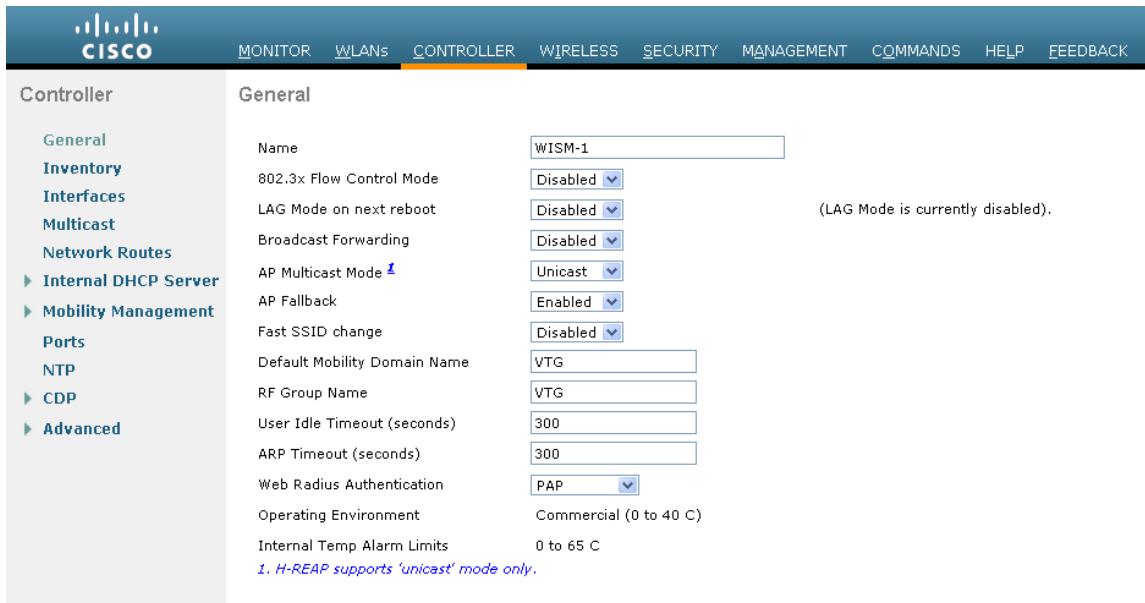 CISCO
MONITOR WLANs CONTROLLER WIRELESS SECURITY MANAGEMENT COMMANDS HELP FEEDBACK
Controller
General
Inventory
Interfaces
Multicast
Network Routes
Internal DHCP Server
Mobility Management
Ports
NTP
CDP
Advanced
General
Name WISM-1
802.3x Flow Control Mode Disabled
LAG Mode on next reboot Disabled (LAG Mode is currently disabled).
Broadcast Forwarding Disabled
AP Multicast Mode 1 Unicast
AP Fallback Enabled
Fast SSID change Disabled
Default Mobility Domain Name VTG
RF Group Name VTG
User Idle Timeout (seconds) 300
ARP Timeout (seconds) 300
Web Radius Authentication PAP
Operating Environment Commercial (0 to 40 C)
Internal Temp Alarm Limits 0 to 65 C
1. H-REAP supports 'unicast' mode only.